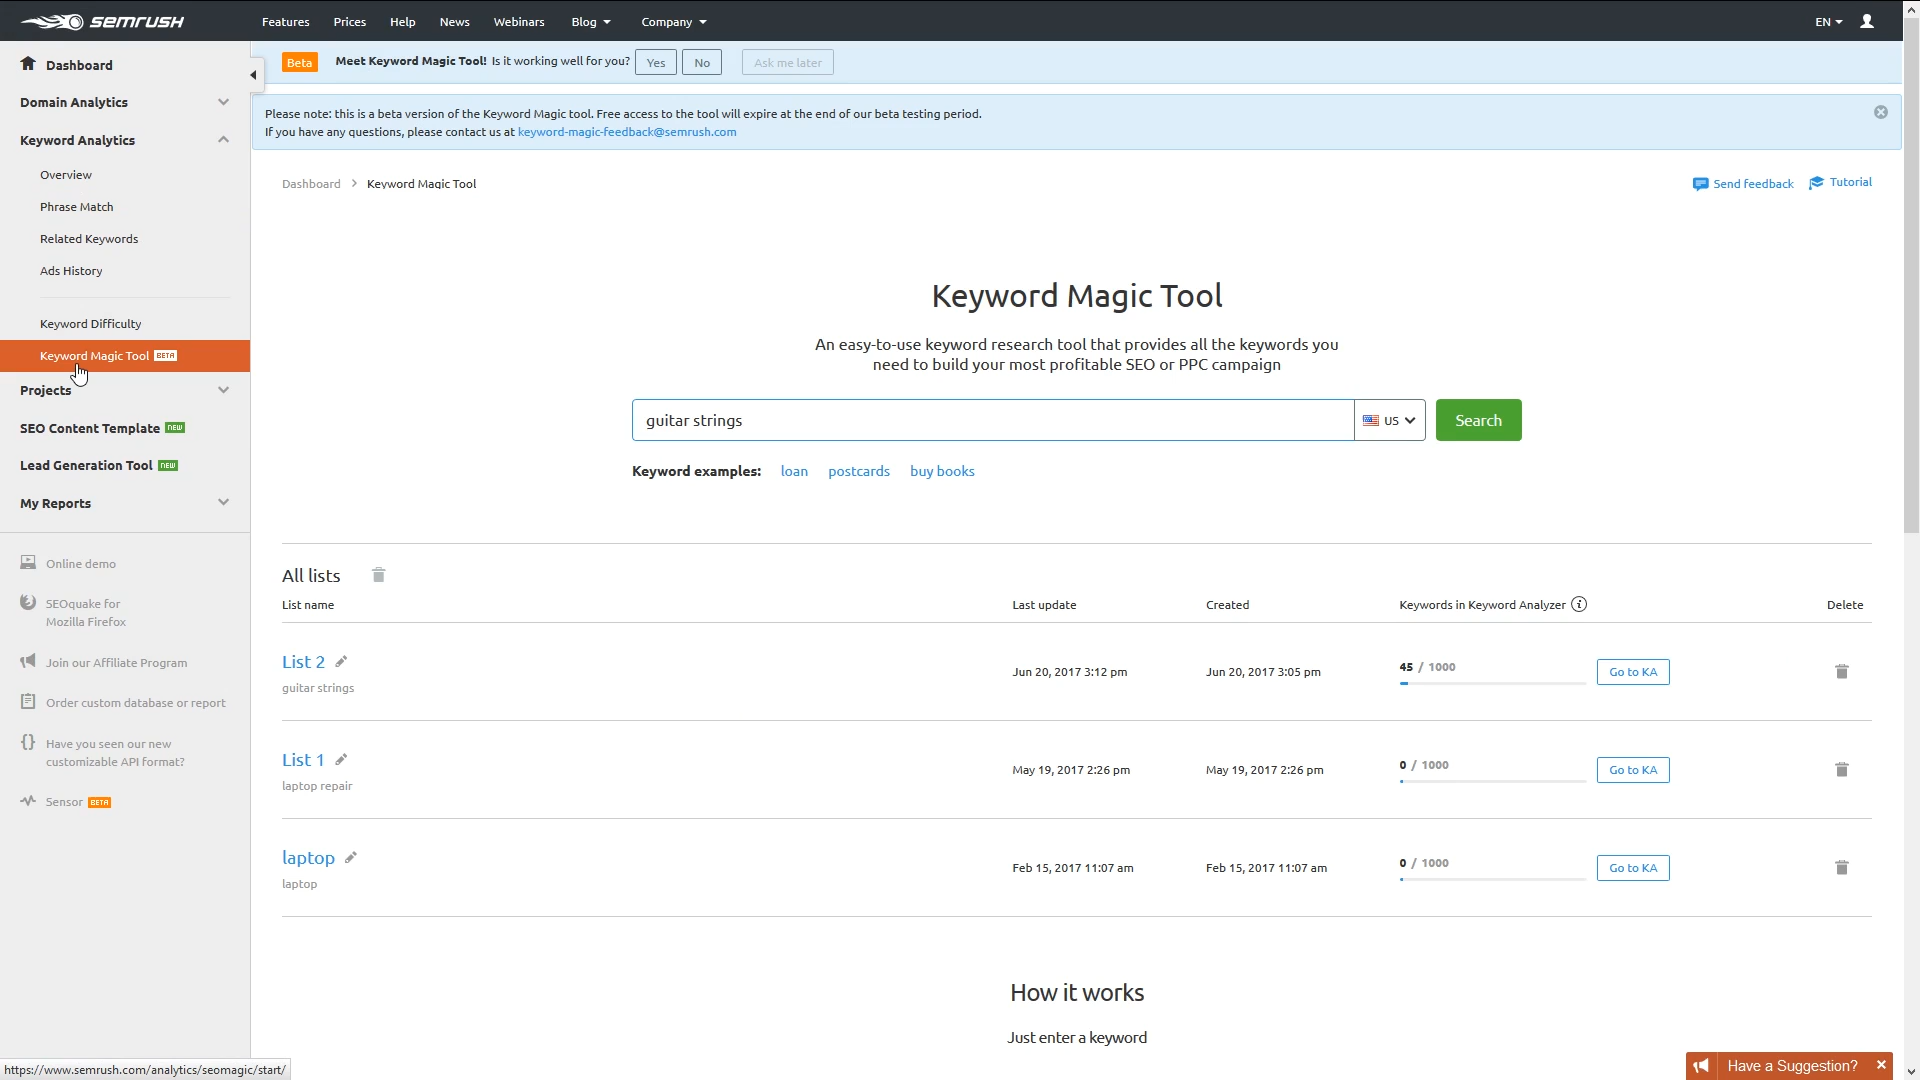 semrush
Features Prices Help News Webinars Blog Company EN
Dashboard
Domain Analytics
Keyword Analytics
Overview
Phrase Match
Related Keywords
Ads History
Keyword Difficulty
Keyword Magic Tool BETA
Projects
SEO Content Template NEW
Lead Generation Tool NEW
My Reports
Online demo
SEOquake for
Mozilla Firefox
Join our Affiliate Program
Order custom database or report
Have you seen our new
customizable API format?
Sensor BETA
Beta Meet Keyword Magic Tool! Is it working well for you? Yes No Ask me later
Please note: this is a beta version of the Keyword Magic tool. Free access to the tool will expire at the end of our beta testing period.
If you have any questions, please contact us at keyword-magic-feedback@semrush.com
Dashboard > Keyword Magic Tool
Send feedback Tutorial
Keyword Magic Tool
An easy-to-use keyword research tool that provides all the keywords you
need to build your most profitable SEO or PPC campaign
guitar strings US Search
Keyword examples: loan postcards buy books
All lists
List name Last update Created Keywords in Keyword Analyzer i Delete
List 2 Jun 20, 2017 3:12 pm Jun 20, 2017 3:05 pm 45 / 1000 Go to KA
guitar strings
List 1 May 19, 2017 2:26 pm May 19, 2017 2:26 pm 0 / 1000 Go to KA
laptop repair
laptop Feb 15, 2017 11:07 am Feb 15, 2017 11:07 am 0 / 1000 Go to KA
laptop
How it works
Just enter a keyword
https://www.semrush.com/analytics/seomagic/start/
Have a Suggestion? ×